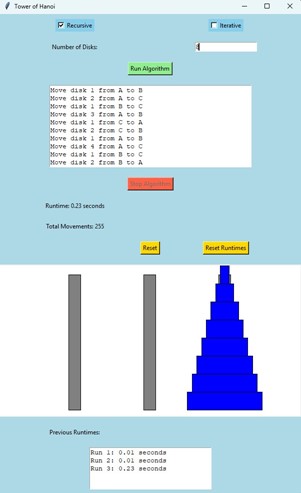 Tower of Hanoi
Recursive Iterative
Number of Disks: 8
Run Algorithm
Move disk 1 from A to B
Move disk 2 from A to C
Move disk 1 from B to C
Move disk 3 from A to B
Move disk 1 from C to A
Move disk 2 from C to B
Move disk 1 from A to B
Move disk 4 from A to C
Move disk 1 from B to C
Move disk 2 from B to A
Stop Algorithm
Runtime: 0.23 seconds
Total Movements: 255
Reset Reset Runtimes
Previous Runtimes:
Run 1: 0.01 seconds
Run 2: 0.01 seconds
Run 3: 0.23 seconds